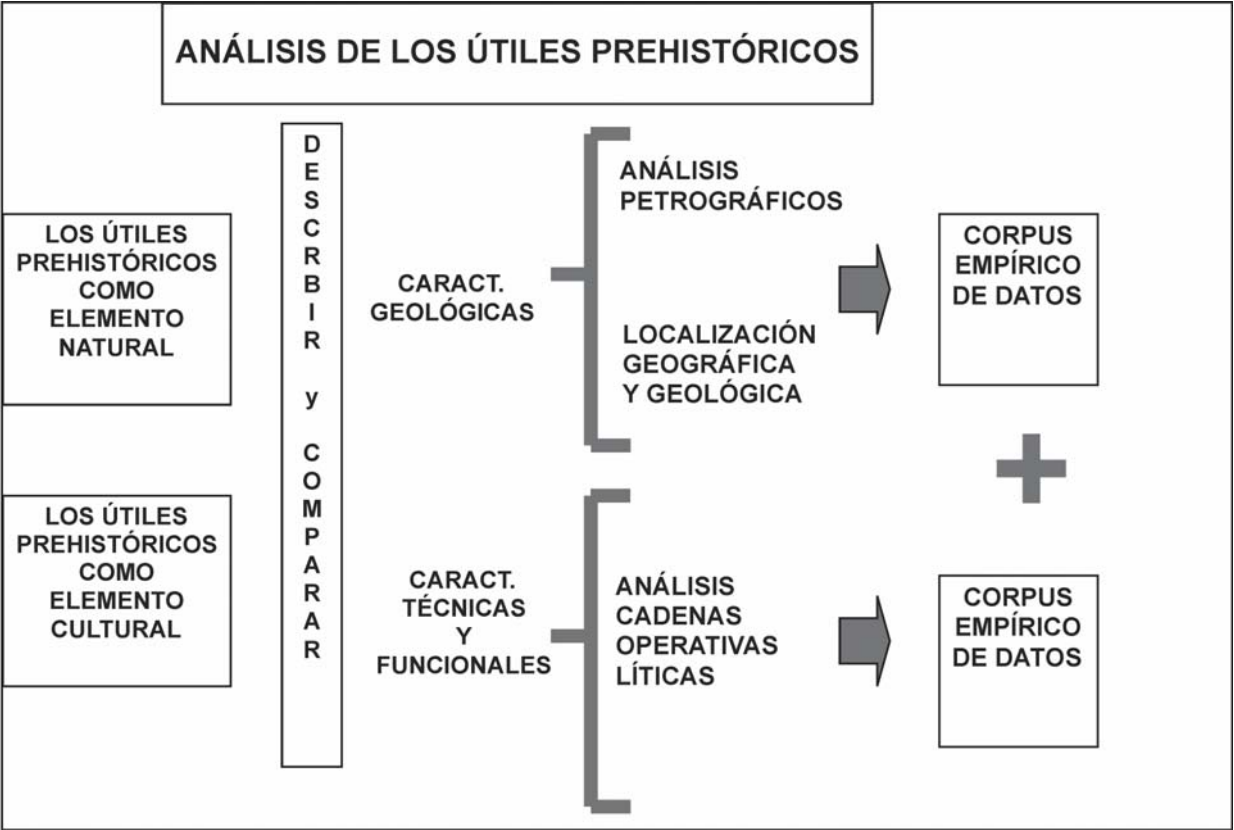 ANÁLISIS DE LOS ÚTILES PREHISTÓRICOS
LOS ÚTILES
PREHISTÓRICOS
COMO
ELEMENTO
NATURAL
LOS ÚTILES
PREHISTÓRICOS
COMO
ELEMENTO
CULTURAL
DESCRBIR y COMPARAR
CARACT.
GEOLÓGICAS
ANÁLISIS
PETROGRÁFICOS
LOCALIZACIÓN
GEOGRÁFICA
Y GEOLÓGICA
CORPUS
EMPÍRICO
DE DATOS
+
CARACT.
TÉCNICAS
Y
FUNCIONALES
ANÁLISIS
CADENAS
OPERATIVAS
LÍTICAS
CORPUS
EMPÍRICO
DE DATOS